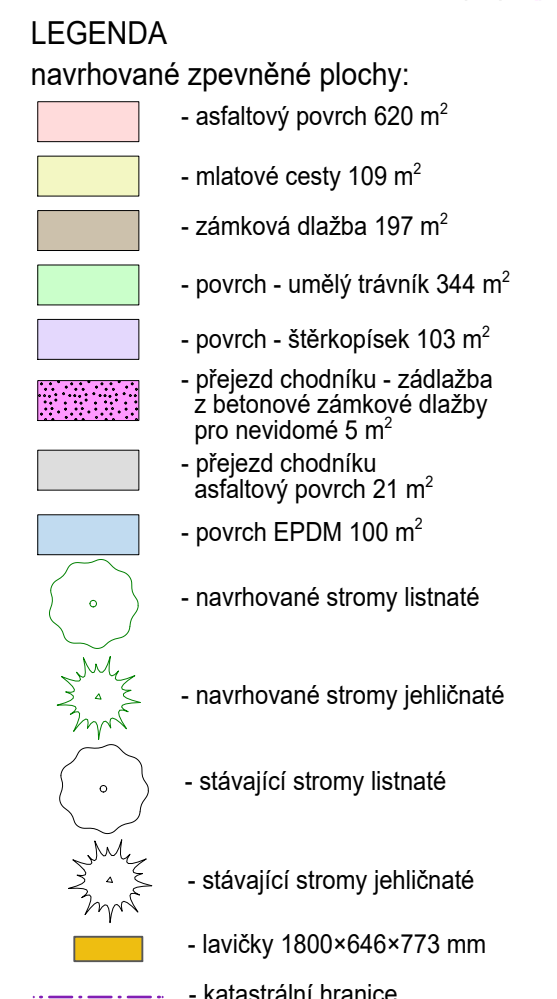 LEGENDA
navrhované zpevněné plochy:
- asfaltový povrch 620 m²
- mlatové cesty 109 m²
- zámková dlažba 197 m²
- povrch - umělý trávník 344 m²
- povrch - štěrkopísek 103 m²
- přejezd chodníku - zádlažba
z betonové zámkové dlažby
pro nevidomé 5 m²
- přejezd chodníku
asfaltový povrch 21 m²
- povrch EPDM 100 m²
- navrhované stromy listnaté
- navrhované stromy jehličnaté
- stávající stromy listnaté
- stávající stromy jehličnaté
- lavičky 1800×646×773 mm
- katastrální hranice